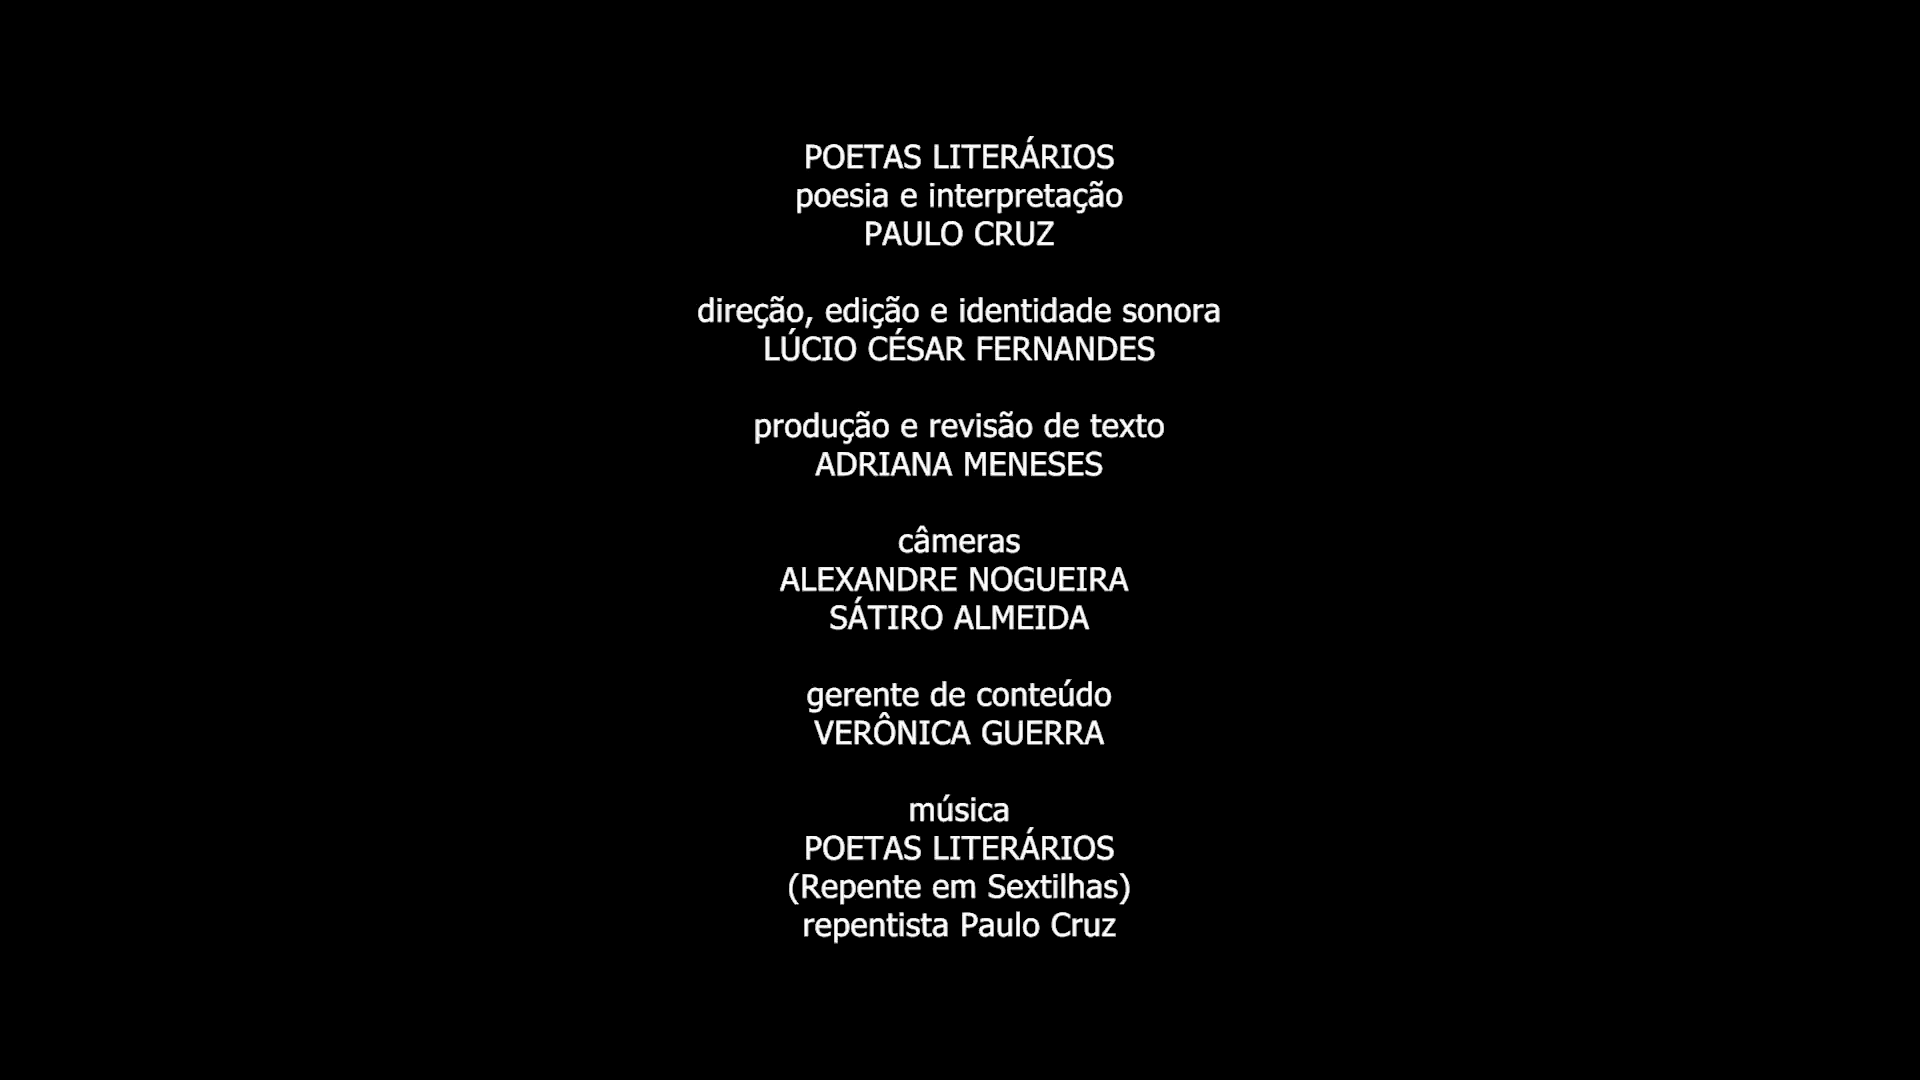 POETAS LITERÁRIOS
poesia e interpretação
PAULO CRUZ
direção, edição e identidade sonora
LÚCIO CÉSAR FERNANDES
produção e revisão de texto
ADRIANA MENESES
câmeras
ALEXANDRE NOGUEIRA
SÁTIRO ALMEIDA
gerente de conteúdo
VERÔNICA GUERRA
música
POETAS LITERÁRIOS
(Repente em Sextilhas)
repentista Paulo Cruz